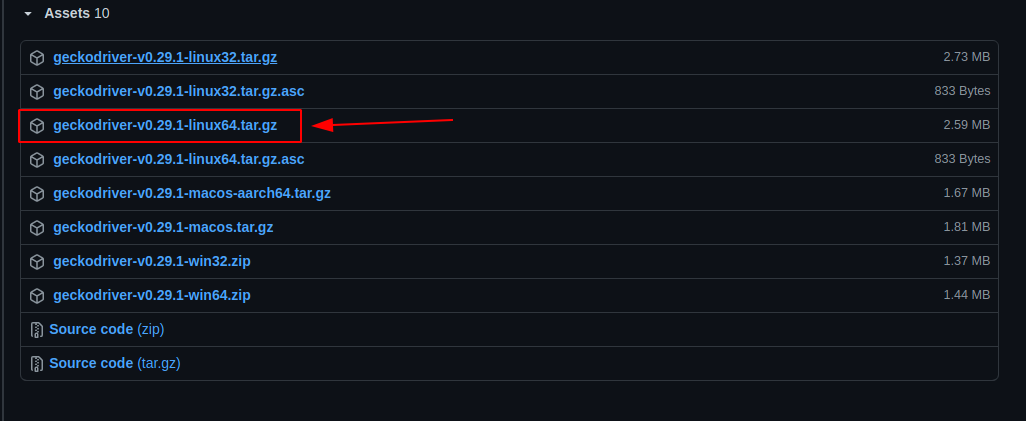 Assets 10
geckodriver-v0.29.1-linux32.tar.gz 2.73 MB
geckodriver-v0.29.1-linux32.tar.gz.asc 833 Bytes
geckodriver-v0.29.1-linux64.tar.gz 2.59 MB
geckodriver-v0.29.1-linux64.tar.gz.asc 833 Bytes
geckodriver-v0.29.1-macos-aarch64.tar.gz 1.67 MB
geckodriver-v0.29.1-macos.tar.gz 1.81 MB
geckodriver-v0.29.1-win32.zip 1.37 MB
geckodriver-v0.29.1-win64.zip 1.44 MB
Source code (zip)
Source code (tar.gz)